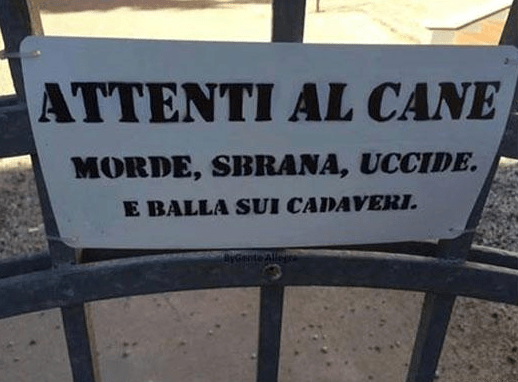 ATTENTI AL CANE
MORDE, SBRANA, UCCIDE.
E BALLA SUI CADAVERI.
ByGente Allegra